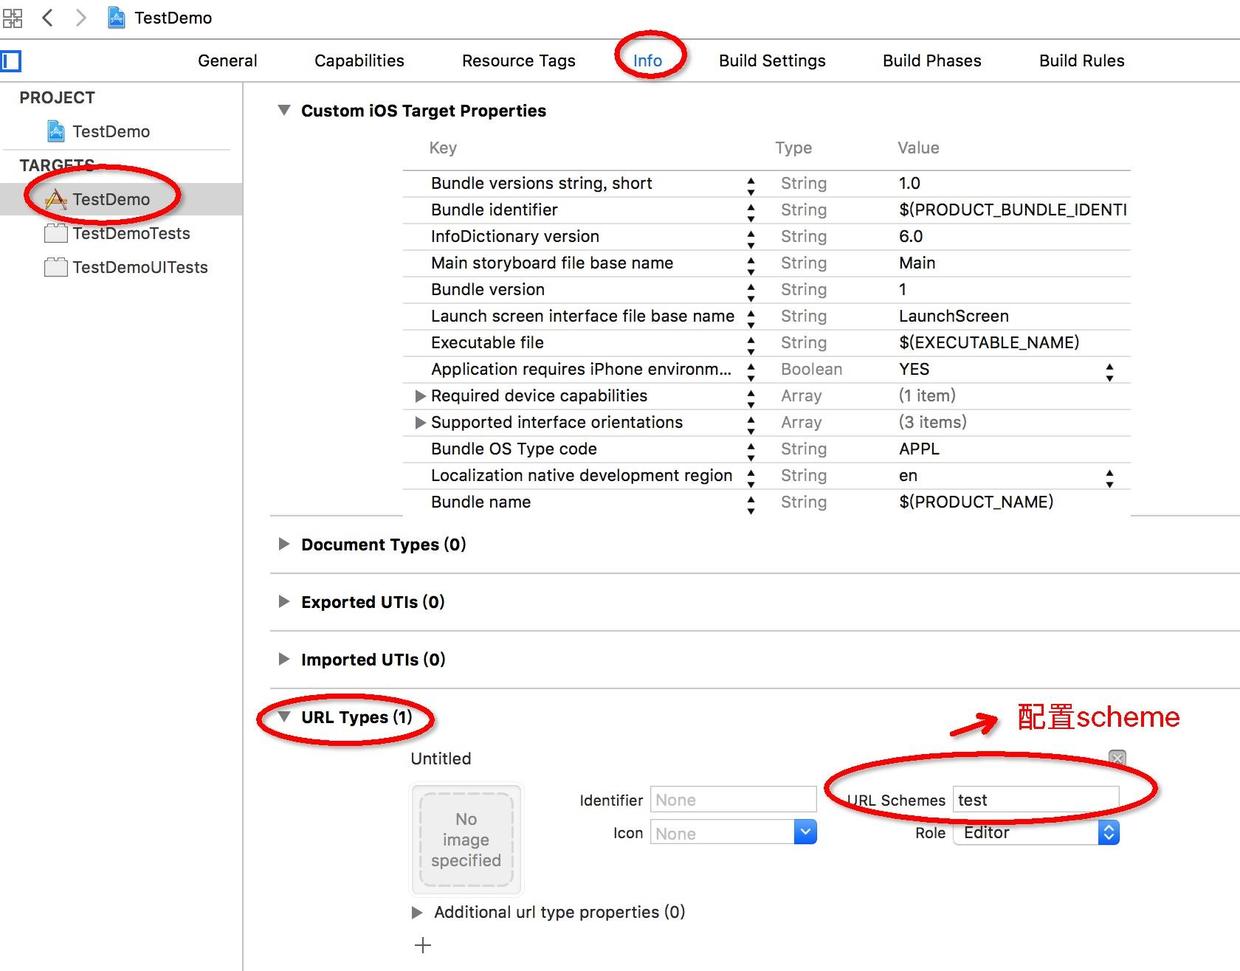 TestDemo
General Capabilities Resource Tags Info Build Settings Build Phases Build Rules
PROJECT
TestDemo
TARGETS
TestDemo
TestDemoTests
TestDemoUITests
Custom iOS Target Properties
Key Type Value
Bundle versions string, short String 1.0
Bundle identifier String $(PRODUCT_BUNDLE_IDENTI
InfoDictionary version String 6.0
Main storyboard file base name String Main
Bundle version String 1
Launch screen interface file base name String LaunchScreen
Executable file String $(EXECUTABLE_NAME)
Application requires iPhone environm... Boolean YES
Required device capabilities Array (1 item)
Supported interface orientations Array (3 items)
Bundle OS Type code String APPL
Localization native development region String en
Bundle name String $(PRODUCT_NAME)
Document Types (0)
Exported UTIs (0)
Imported UTIs (0)
URL Types (1)
配置scheme
Untitled
No
image
specified
Identifier None URL Schemes test
Icon None Role Editor
Additional url type properties (0)